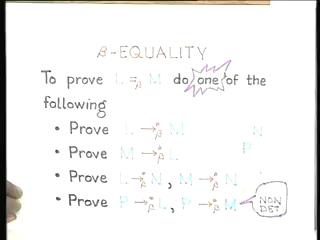 β-EQUALITY
To prove L =β M do one of the
following
• Prove L →*β M N
• Prove M →*β L P
• Prove L →*β N , M →*β N
• Prove P →*β L , P →*β M
NON
DET